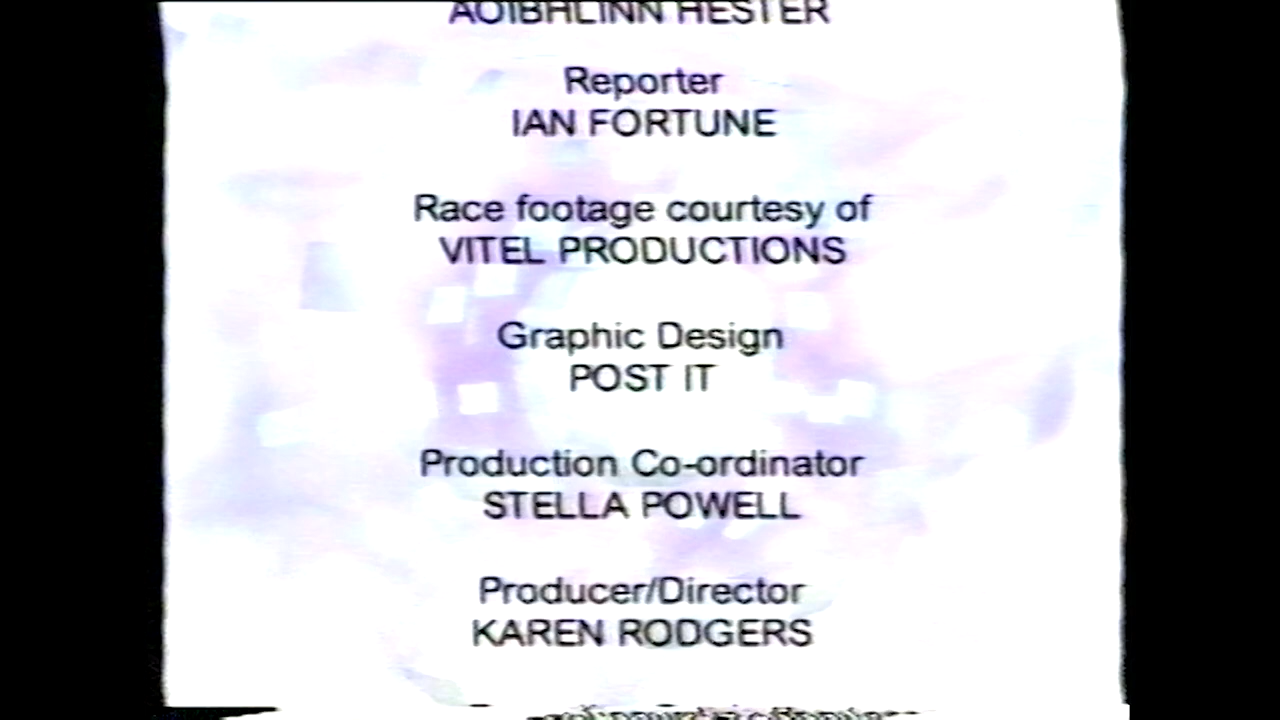 AOIBHLINN HESTER
Reporter
IAN FORTUNE
Race footage courtesy of
VITEL PRODUCTIONS
Graphic Design
POST IT
Production Co-ordinator
STELLA POWELL
Producer/Director
KAREN RODGERS